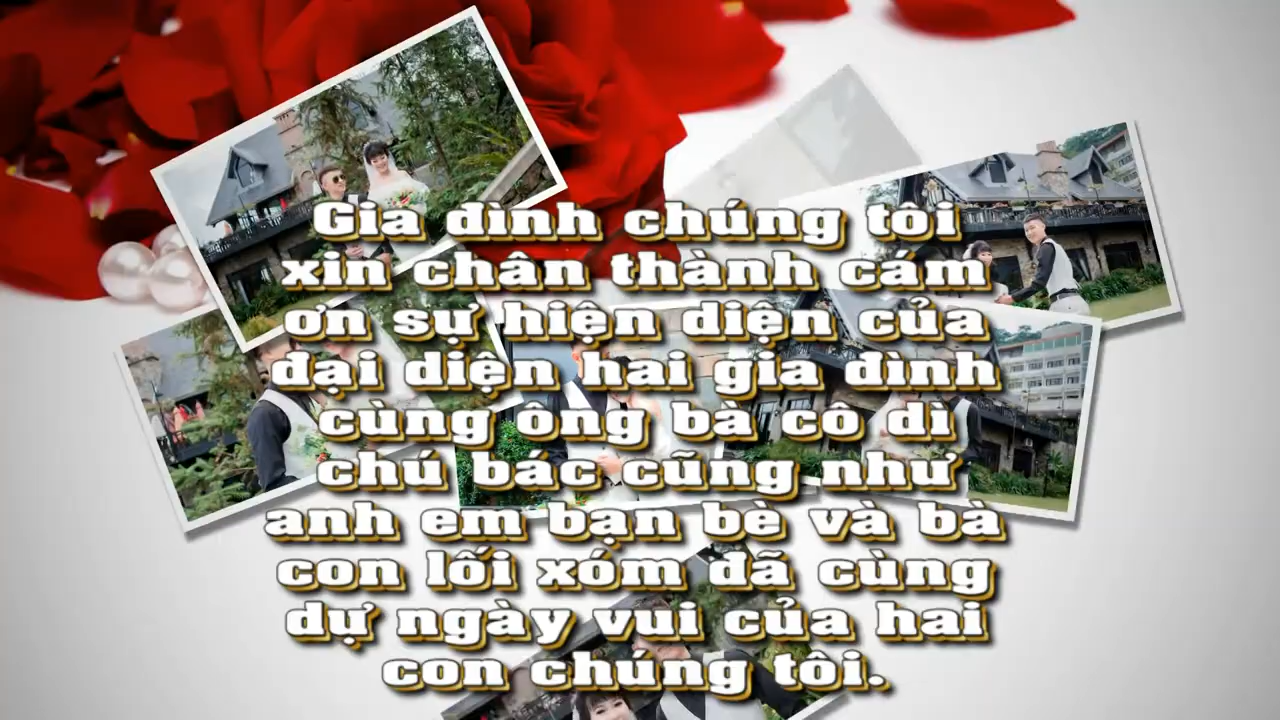 Gia đình chúng tôi
xin chân thành cám
ơn sự hiện diện của
đại diện hai gia đình
cùng ông bà cô dì
chú bác cũng như
anh em bạn bè và bà
con lối xóm đã cùng
dự ngày vui của hai
con chúng tôi.